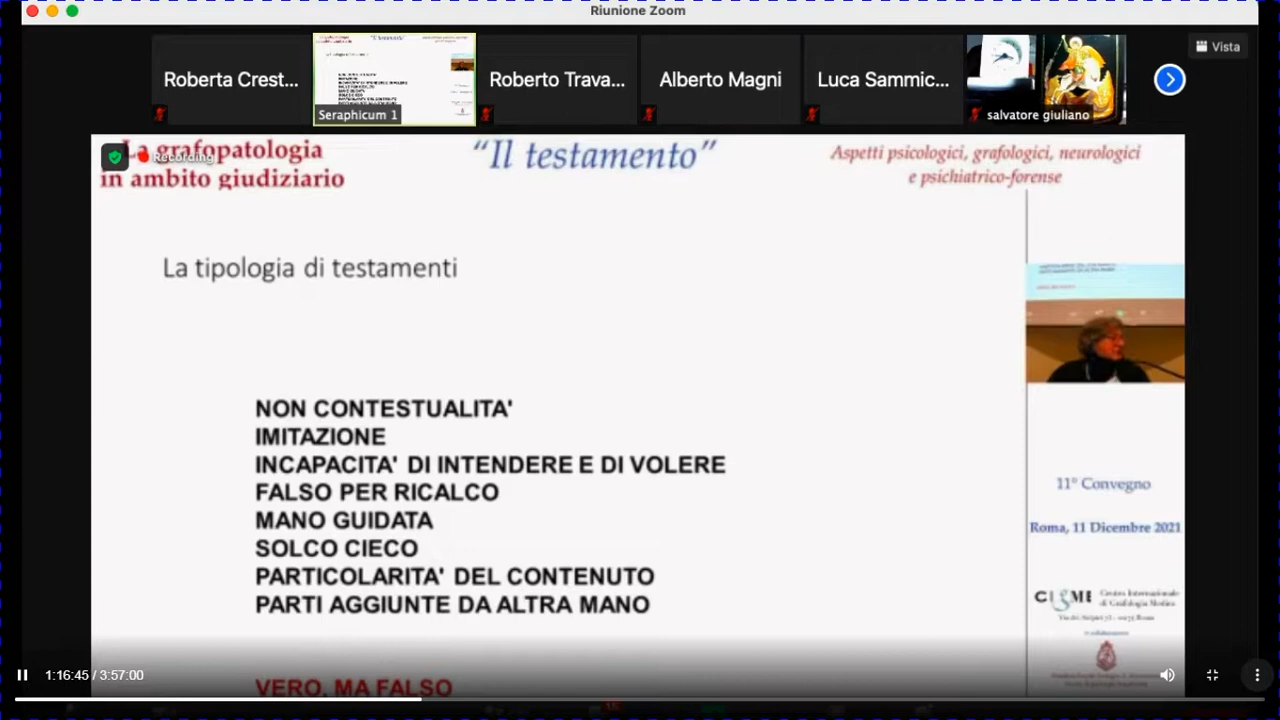 Riunione Zoom
Roberta Crest...
Seraphicum 1
Roberto Trava...
Alberto Magni
Luca Sammic...
salvatore giuliano
Vista
La grafopatologia
in ambito giudiziario
Recording
“Il testamento”
Aspetti psicologici, grafologici, neurologici
e psichiatrico-forense
La tipologia di testamenti
NON CONTESTUALITA'
IMITAZIONE
INCAPACITA' DI INTENDERE E DI VOLERE
FALSO PER RICALCO
MANO GUIDATA
SOLCO CIECO
PARTICOLARITA' DEL CONTENUTO
PARTI AGGIUNTE DA ALTRA MANO
VERO, MA FALSO
11° Convegno
Roma, 11 Dicembre 2021
Centro Internazionale
di Grafologia Medica
1:16:45 / 3:57:00